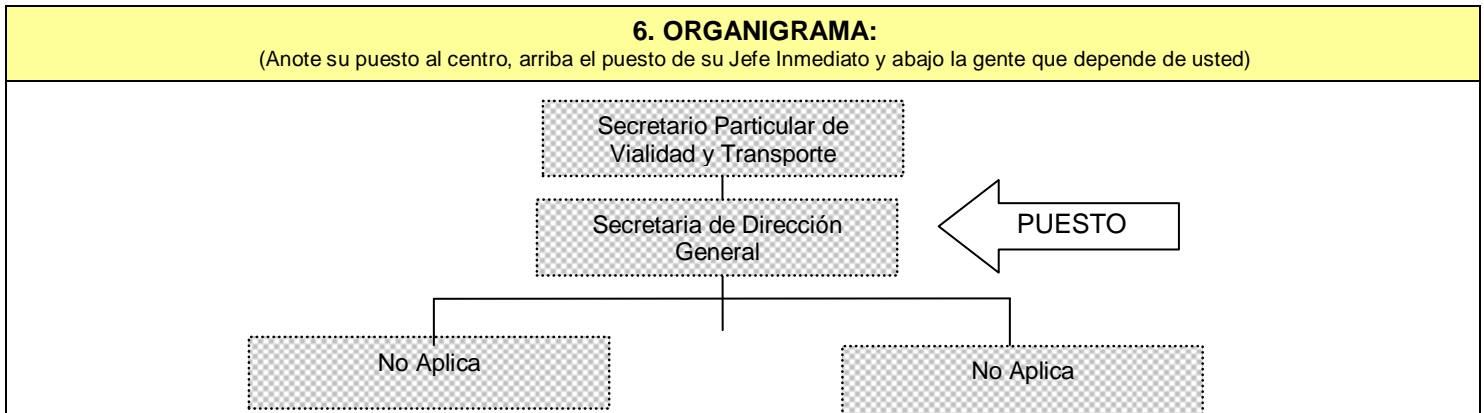 6. ORGANIGRAMA:
(Anote su puesto al centro, arriba el puesto de su Jefe Inmediato y abajo la gente que depende de usted)
Secretario Particular de
Vialidad y Transporte
Secretaria de Dirección
General
PUESTO
No Aplica
No Aplica